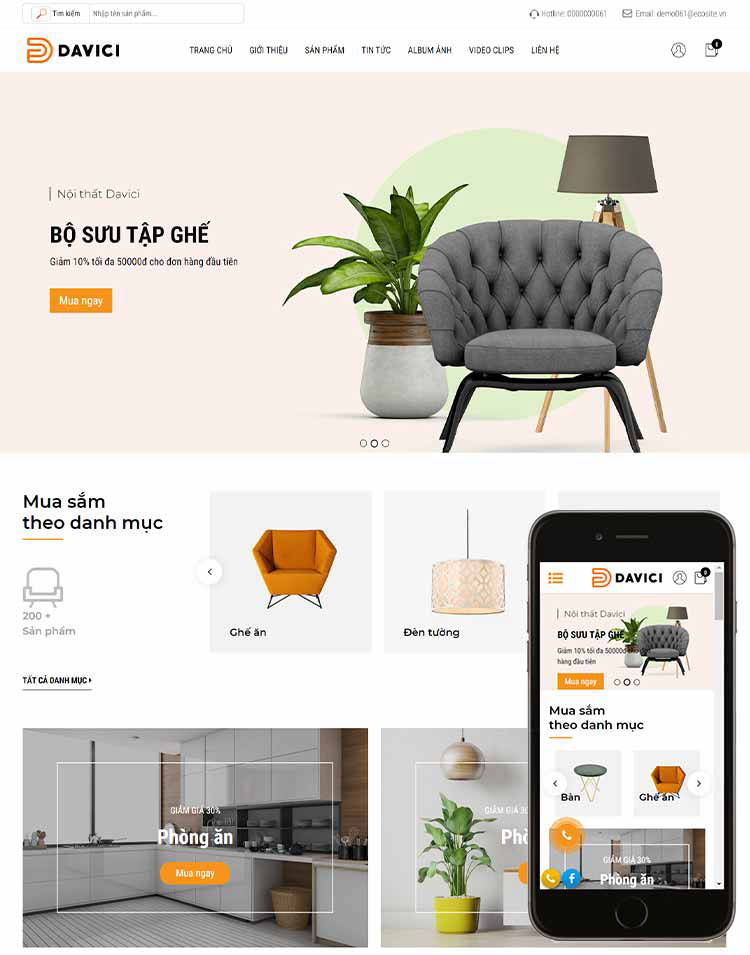 Tìm kiếm
Nhập tên sản phẩm...
Hotline: 0000000061
Email: demo061@ecosite.vn
DAVICI
TRANG CHỦ
GIỚI THIỆU
SẢN PHẨM
TIN TỨC
ALBUM ẢNH
VIDEO CLIPS
LIÊN HỆ
0
Nội thất Davici
BỘ SƯU TẬP GHẾ
Giảm 10% tối đa 50000đ cho đơn hàng đầu tiên
Mua ngay
Mua sắm
theo danh mục
200 +
Sản phẩm
TẤT CẢ DANH MỤC
Ghế ăn
Đèn tường
GIẢM GIÁ 30%
Phòng ăn
Mua ngay
DAVICI
0
Nội thất Davici
BỘ SƯU TẬP GHẾ
Giảm 10% tối đa 50000đ cho đơn
hàng đầu tiên
Mua ngay
Mua sắm
theo danh mục
Bàn
Ghế ăn
GIẢM GIÁ 30%
Phòng ăn